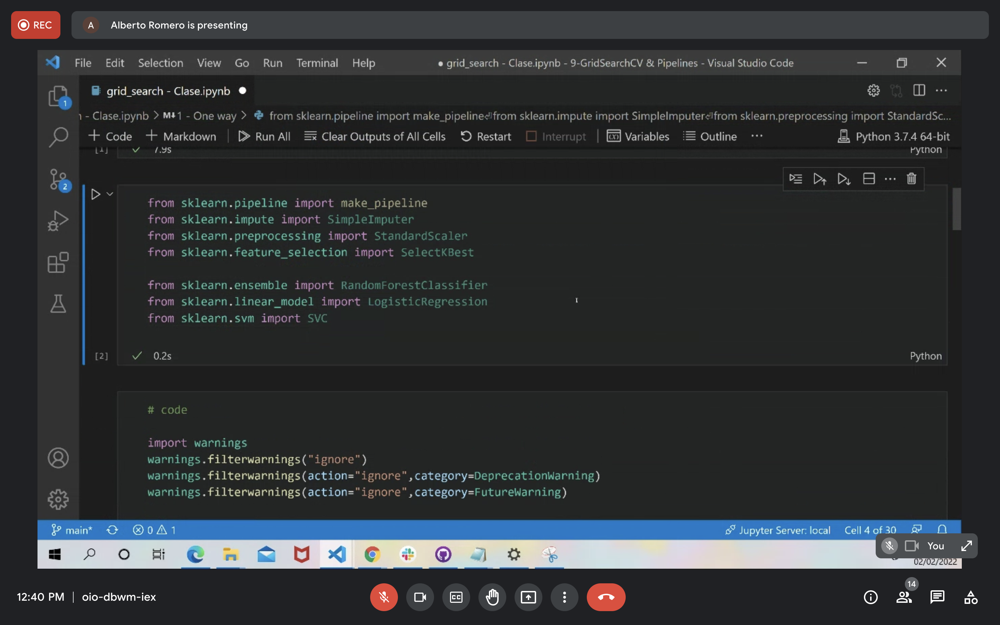 REC
A
Alberto Romero is presenting
File Edit Selection View Go Run Terminal Help
● grid_search - Clase.ipynb - 9-GridSearchCV & Pipelines - Visual Studio Code
grid_search - Clase.ipynb ●
1
- Clase.ipynb > M↓1 - One way > from sklearn.pipeline import make_pipeline⏎from sklearn.impute import SimpleImputer⏎from sklearn.preprocessing import StandardSc...
+ Code + Markdown Run All Clear Outputs of All Cells Restart Interrupt Variables Outline ... Python 3.7.4 64-bit
[1] ✓ 7.9s Python
2
from sklearn.pipeline import make_pipeline
from sklearn.impute import SimpleImputer
from sklearn.preprocessing import StandardScaler
from sklearn.feature_selection import SelectKBest
from sklearn.ensemble import RandomForestClassifier
from sklearn.linear_model import LogisticRegression
from sklearn.svm import SVC
[2] ✓ 0.2s Python
# code
import warnings
warnings.filterwarnings("ignore")
warnings.filterwarnings(action="ignore",category=DeprecationWarning)
warnings.filterwarnings(action="ignore",category=FutureWarning)
main* 0 1 Jupyter Server: local Cell 4 of 30
You
02/02/2022
12:40 PM | oio-dbwm-iex
CC
14